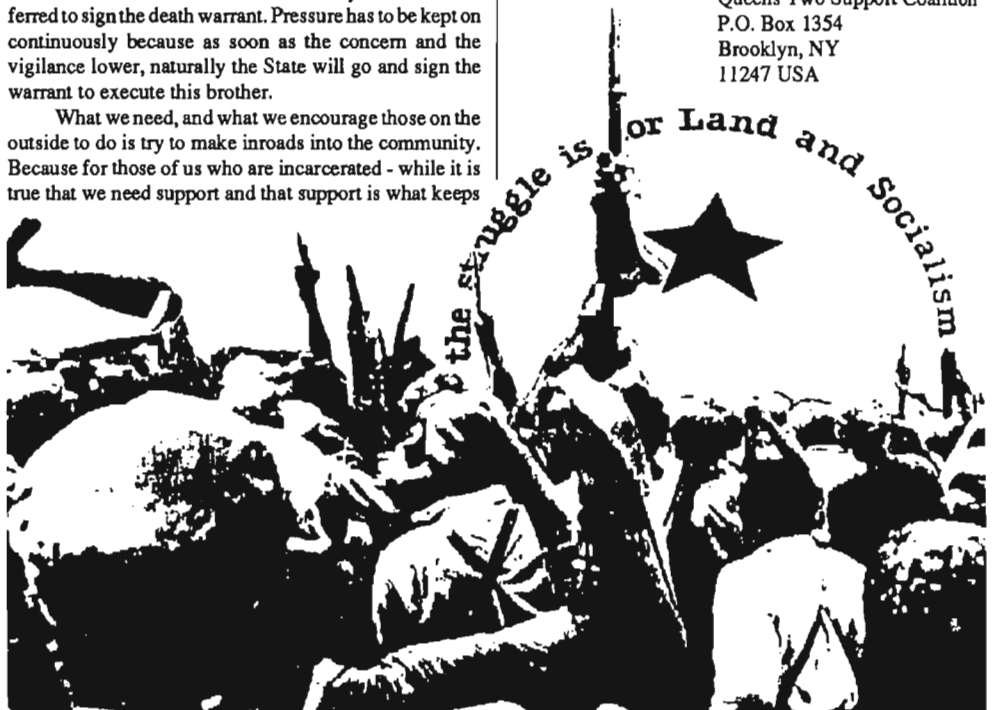 ferred to sign the death warrant. Pressure has to be kept on
continuously because as soon as the concern and the
vigilance lower, naturally the State will go and sign the
warrant to execute this brother.
What we need, and what we encourage those on the
outside to do is try to make inroads into the community.
Because for those of us who are incarcerated - while it is
true that we need support and that support is what keeps
Queens Two Support Coalition
P.O. Box 1354
Brooklyn, NY
11247 USA
the struggle is or Land and Socialism